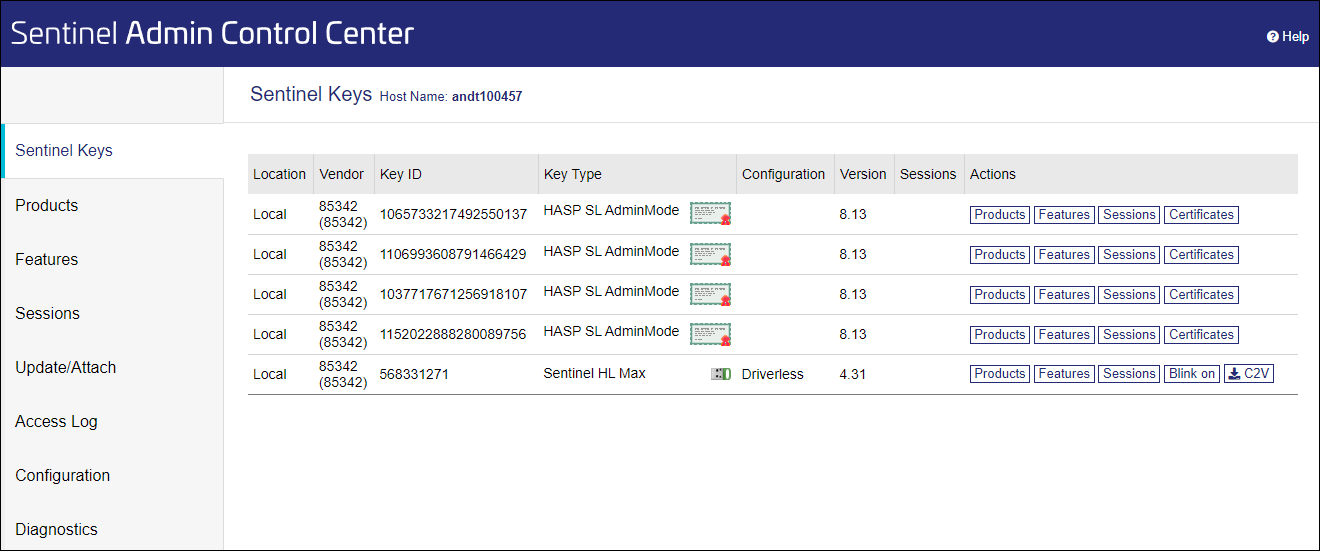 Sentinel Admin Control Center
Help
Sentinel Keys Host Name: andt100457
Sentinel Keys
Products
Features
Sessions
Update/Attach
Access Log
Configuration
Diagnostics
Location Vendor Key ID Key Type Configuration Version Sessions Actions
Local 85342 (85342) 1065733217492550137 HASP SL AdminMode 8.13 Products Features Sessions Certificates
Local 85342 (85342) 1106993608791466429 HASP SL AdminMode 8.13 Products Features Sessions Certificates
Local 85342 (85342) 1037717671256918107 HASP SL AdminMode 8.13 Products Features Sessions Certificates
Local 85342 (85342) 1152022888280089756 HASP SL AdminMode 8.13 Products Features Sessions Certificates
Local 85342 (85342) 568331271 Sentinel HL Max Driverless 4.31 Products Features Sessions Blink on C2V